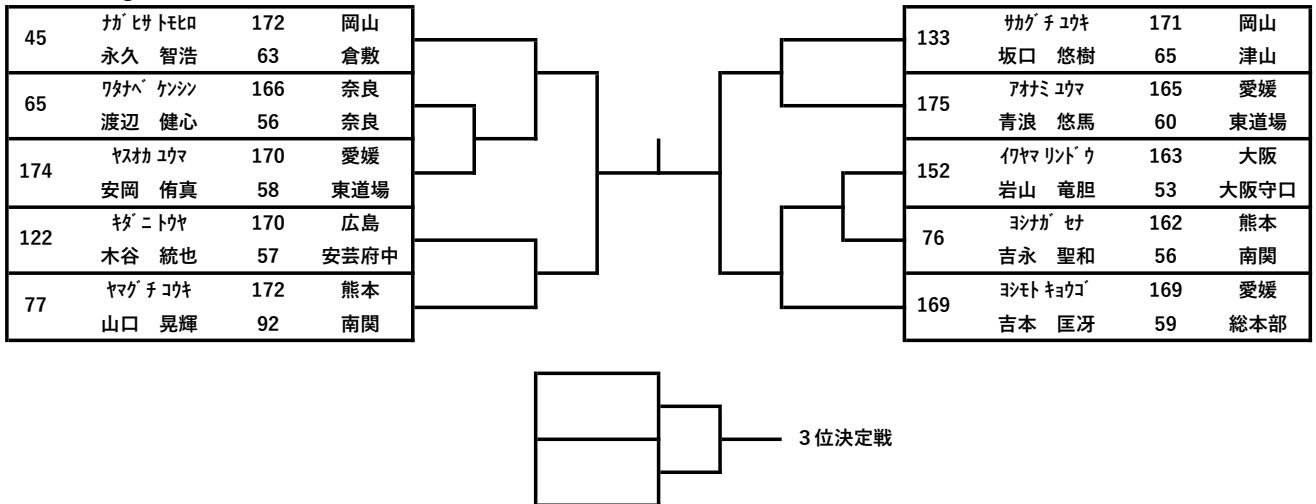 45 ﾅｶﾞﾋｻ ﾄﾓﾋﾛ 172 岡山
永久　智浩 63 倉敷
65 ﾜﾀﾅﾍﾞ ｹﾝｼﾝ 166 奈良
渡辺　健心 56 奈良
174 ﾔｽｵｶ ﾕｳﾏ 170 愛媛
安岡　侑真 58 東道場
122 ｷﾀﾞﾆ ﾄｳﾔ 170 広島
木谷　統也 57 安芸府中
77 ﾔﾏｸﾞﾁ ｺｳｷ 172 熊本
山口　晃輝 92 南関
133 ｻｶｸﾞﾁ ﾕｳｷ 171 岡山
坂口　悠樹 65 津山
175 ｱｵﾅﾐ ﾕｳﾏ 165 愛媛
青浪　悠馬 60 東道場
152 ｲﾜﾔﾏ ﾘﾝﾄﾞｳ 163 大阪
岩山　竜胆 53 大阪守口
76 ﾖｼﾅｶﾞ ｾﾅ 162 熊本
吉永　聖和 56 南関
169 ﾖｼﾓﾄ ｷｮｳｺﾞ 169 愛媛
吉本　匡冴 59 総本部
３位決定戦